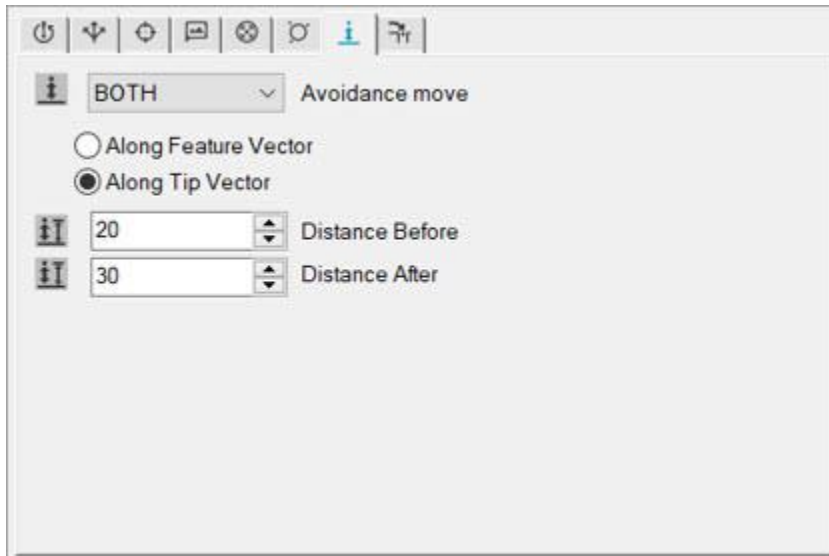 BOTH Avoidance move
Along Feature Vector
Along Tip Vector
20 Distance Before
30 Distance After